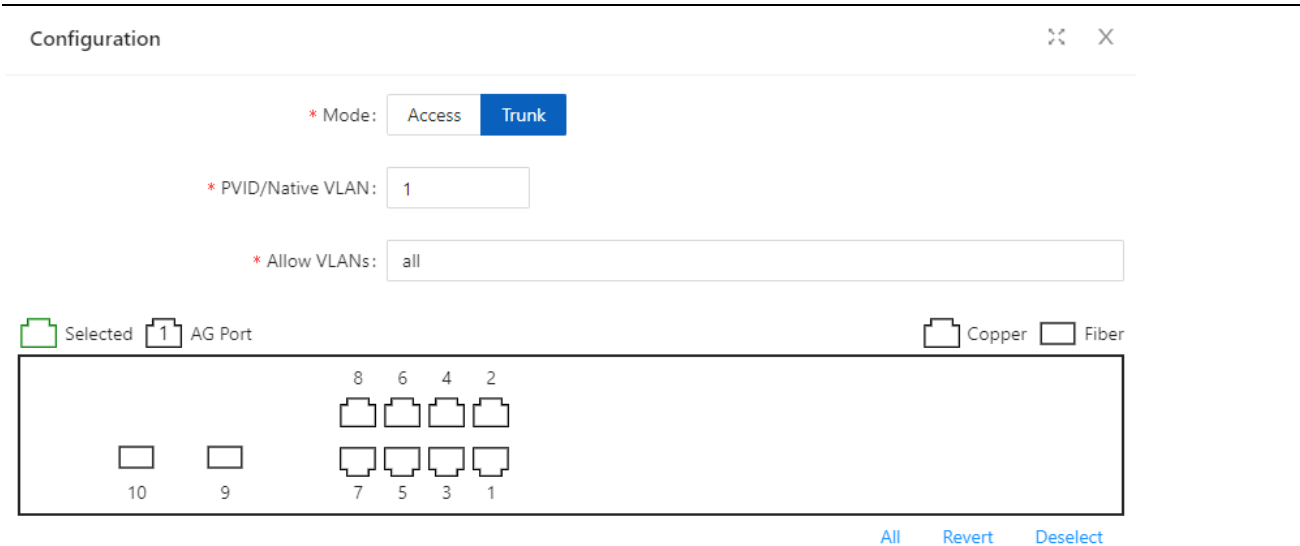 Configuration X
* Mode: Access Trunk
* PVID/Native VLAN: 1
* Allow VLANs: all
Selected 1 AG Port Copper Fiber
8 6 4 2
10 9 7 5 3 1
All Revert Deselect